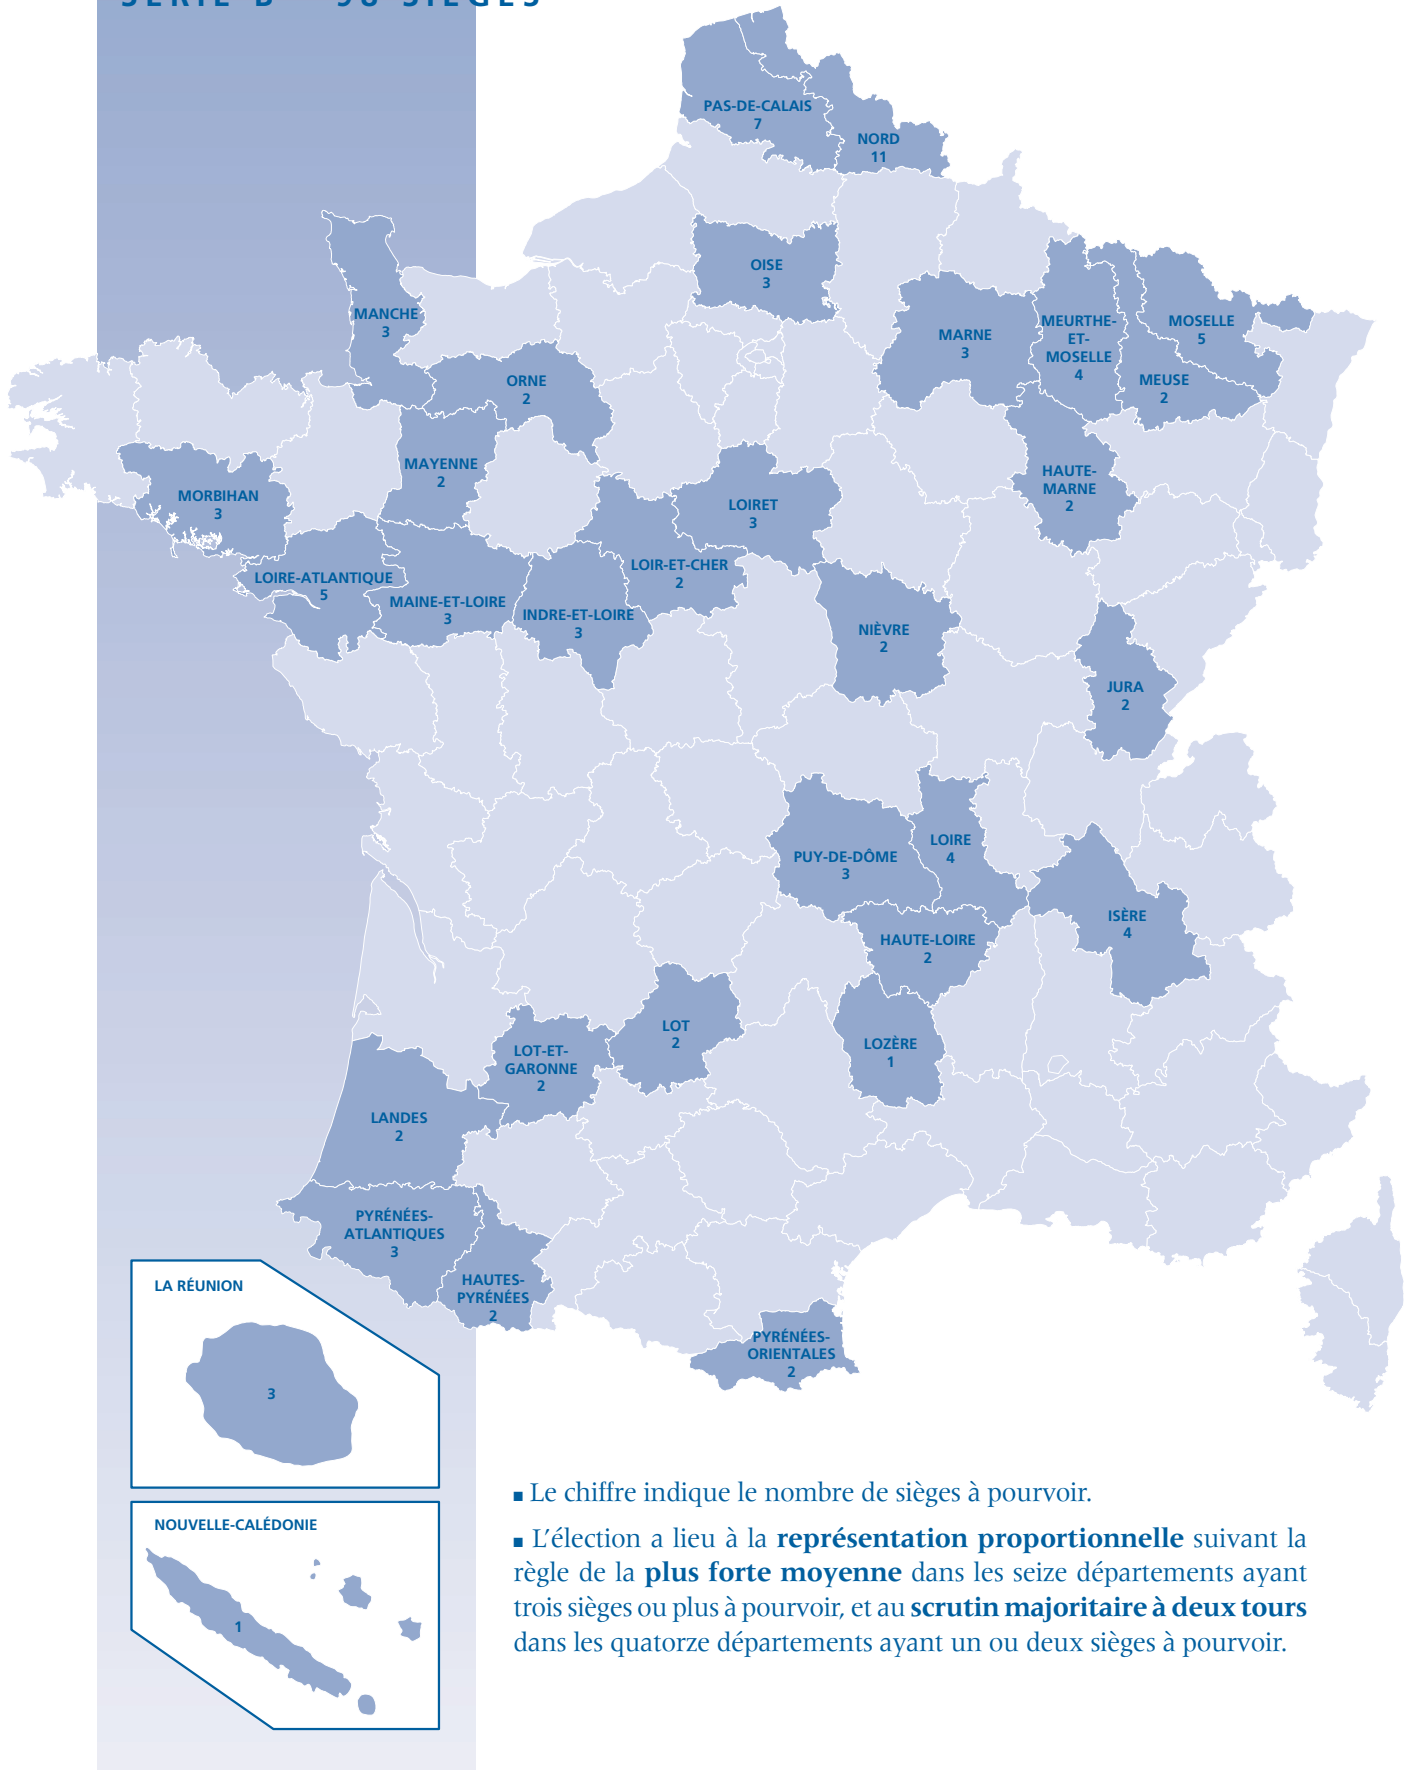 SÉRIE B - 98 SIÈGES
PAS-DE-CALAIS
7
NORD
11
OISE
3
MANCHE
3
MARNE
3
MEURTHE-
ET-
MOSELLE
4
MOSELLE
5
MEUSE
2
ORNE
2
MAYENNE
2
MORBIHAN
3
HAUTE-
MARNE
2
LOIRET
3
LOIR-ET-CHER
2
LOIRE-ATLANTIQUE
5
MAINE-ET-LOIRE
3
INDRE-ET-LOIRE
3
NIÈVRE
2
JURA
2
LOIRE
4
PUY-DE-DÔME
3
ISÈRE
4
HAUTE-LOIRE
2
LOT
2
LOZÈRE
1
LOT-ET-
GARONNE
2
LANDES
2
PYRÉNÉES-
ATLANTIQUES
3
HAUTES-
PYRÉNÉES
2
PYRÉNÉES-
ORIENTALES
2
LA RÉUNION
3
NOUVELLE-CALÉDONIE
1
■ Le chiffre indique le nombre de sièges à pourvoir.
■ L'élection a lieu à la représentation proportionnelle suivant la
règle de la plus forte moyenne dans les seize départements ayant
trois sièges ou plus à pourvoir, et au scrutin majoritaire à deux tours
dans les quatorze départements ayant un ou deux sièges à pourvoir.